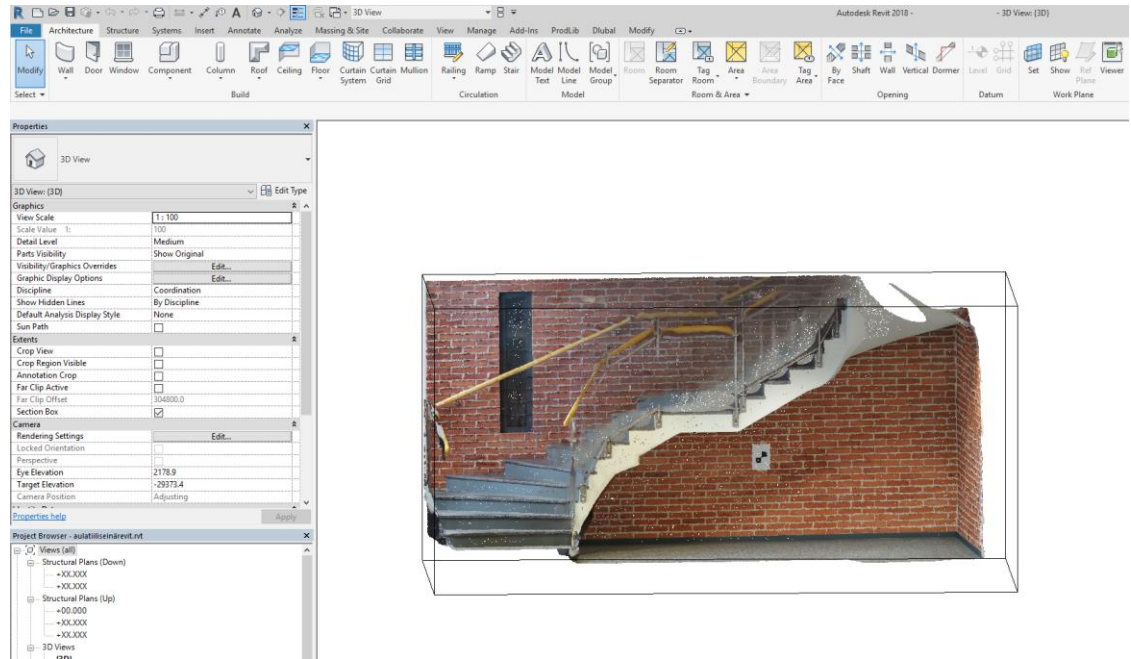 3D View
Autodesk Revit 2018 -
- 3D View: {3D}
File Architecture Structure Systems Insert Annotate Analyze Massing & Site Collaborate View Manage Add-Ins ProdLib Dlubal Modify
Modify Wall Door Window Component Column Roof Ceiling Floor Curtain System Curtain Grid Mullion Railing Ramp Stair Model Text Model Line Model Group Room Room Separator Tag Room Area Area Boundary Tag Area By Face Shaft Wall Vertical Dormer Level Grid Set Show Ref Plane Viewer
Select Build Circulation Model Room & Area Opening Datum Work Plane
Properties
3D View
3D View: {3D} Edit Type
Graphics
View Scale 1 : 100
Scale Value 1: 100
Detail Level Medium
Parts Visibility Show Original
Visibility/Graphics Overrides Edit...
Graphic Display Options Edit...
Discipline Coordination
Show Hidden Lines By Discipline
Default Analysis Display Style None
Sun Path
Extents
Crop View
Crop Region Visible
Annotation Crop
Far Clip Active
Far Clip Offset 304800.0
Section Box
Camera
Rendering Settings Edit...
Locked Orientation
Perspective
Eye Elevation 2178.9
Target Elevation -29373.4
Camera Position Adjusting
Properties help Apply
Project Browser - aulatiiliseinärevit.rvt
Views (all)
Structural Plans (Down)
+XX.XXX
+XX.XXX
Structural Plans (Up)
+00.000
+XX.XXX
+XX.XXX
3D Views
{3D}